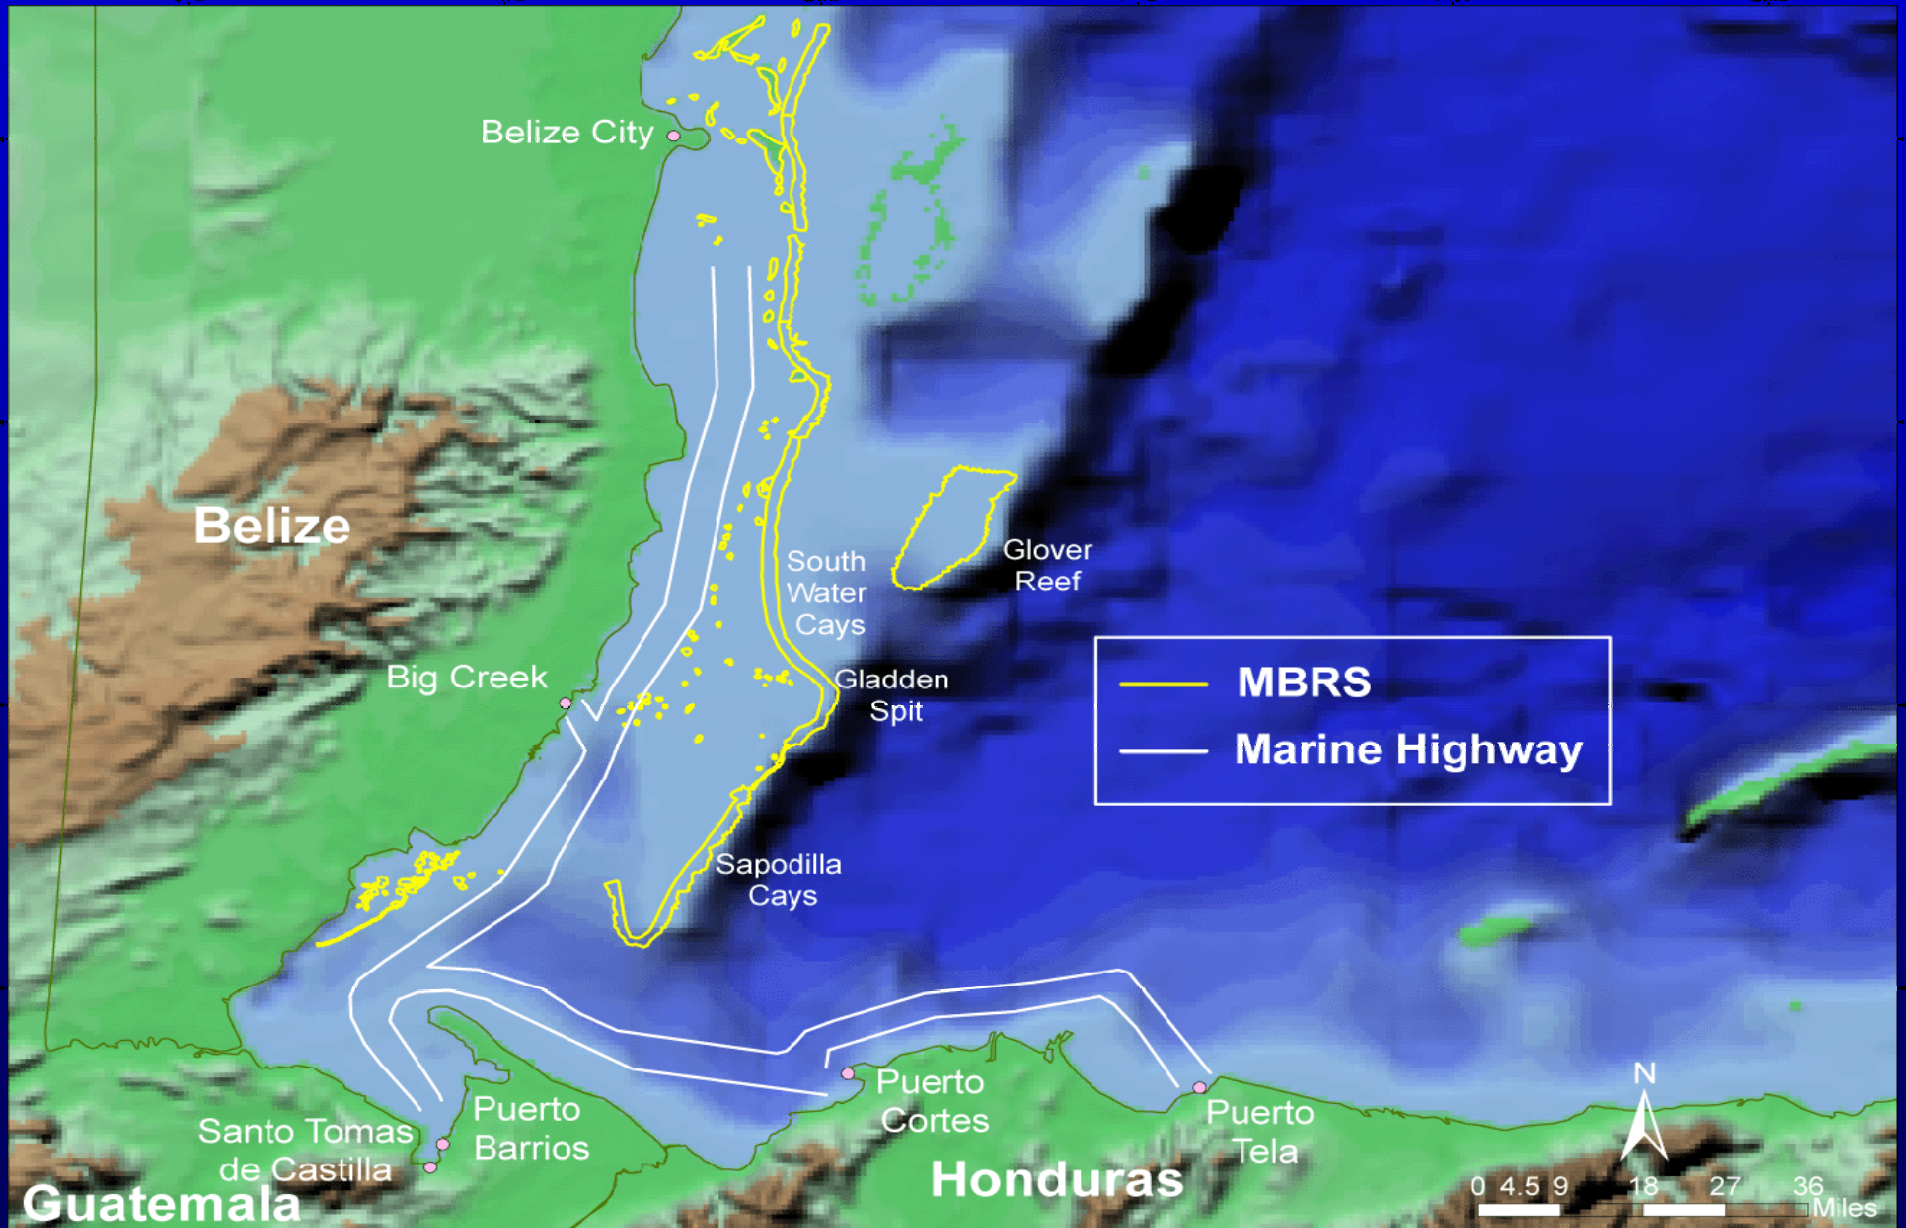 Belize City
Belize
South
Water
Cays
Glover
Reef
Big Creek
Gladden
Spit
MBRS
Marine Highway
Sapodilla
Cays
Puerto
Cortes
Puerto
Barrios
Santo Tomas
de Castilla
Puerto
Tela
Honduras
Guatemala
N
0 4.5 9 18 27 36
Miles